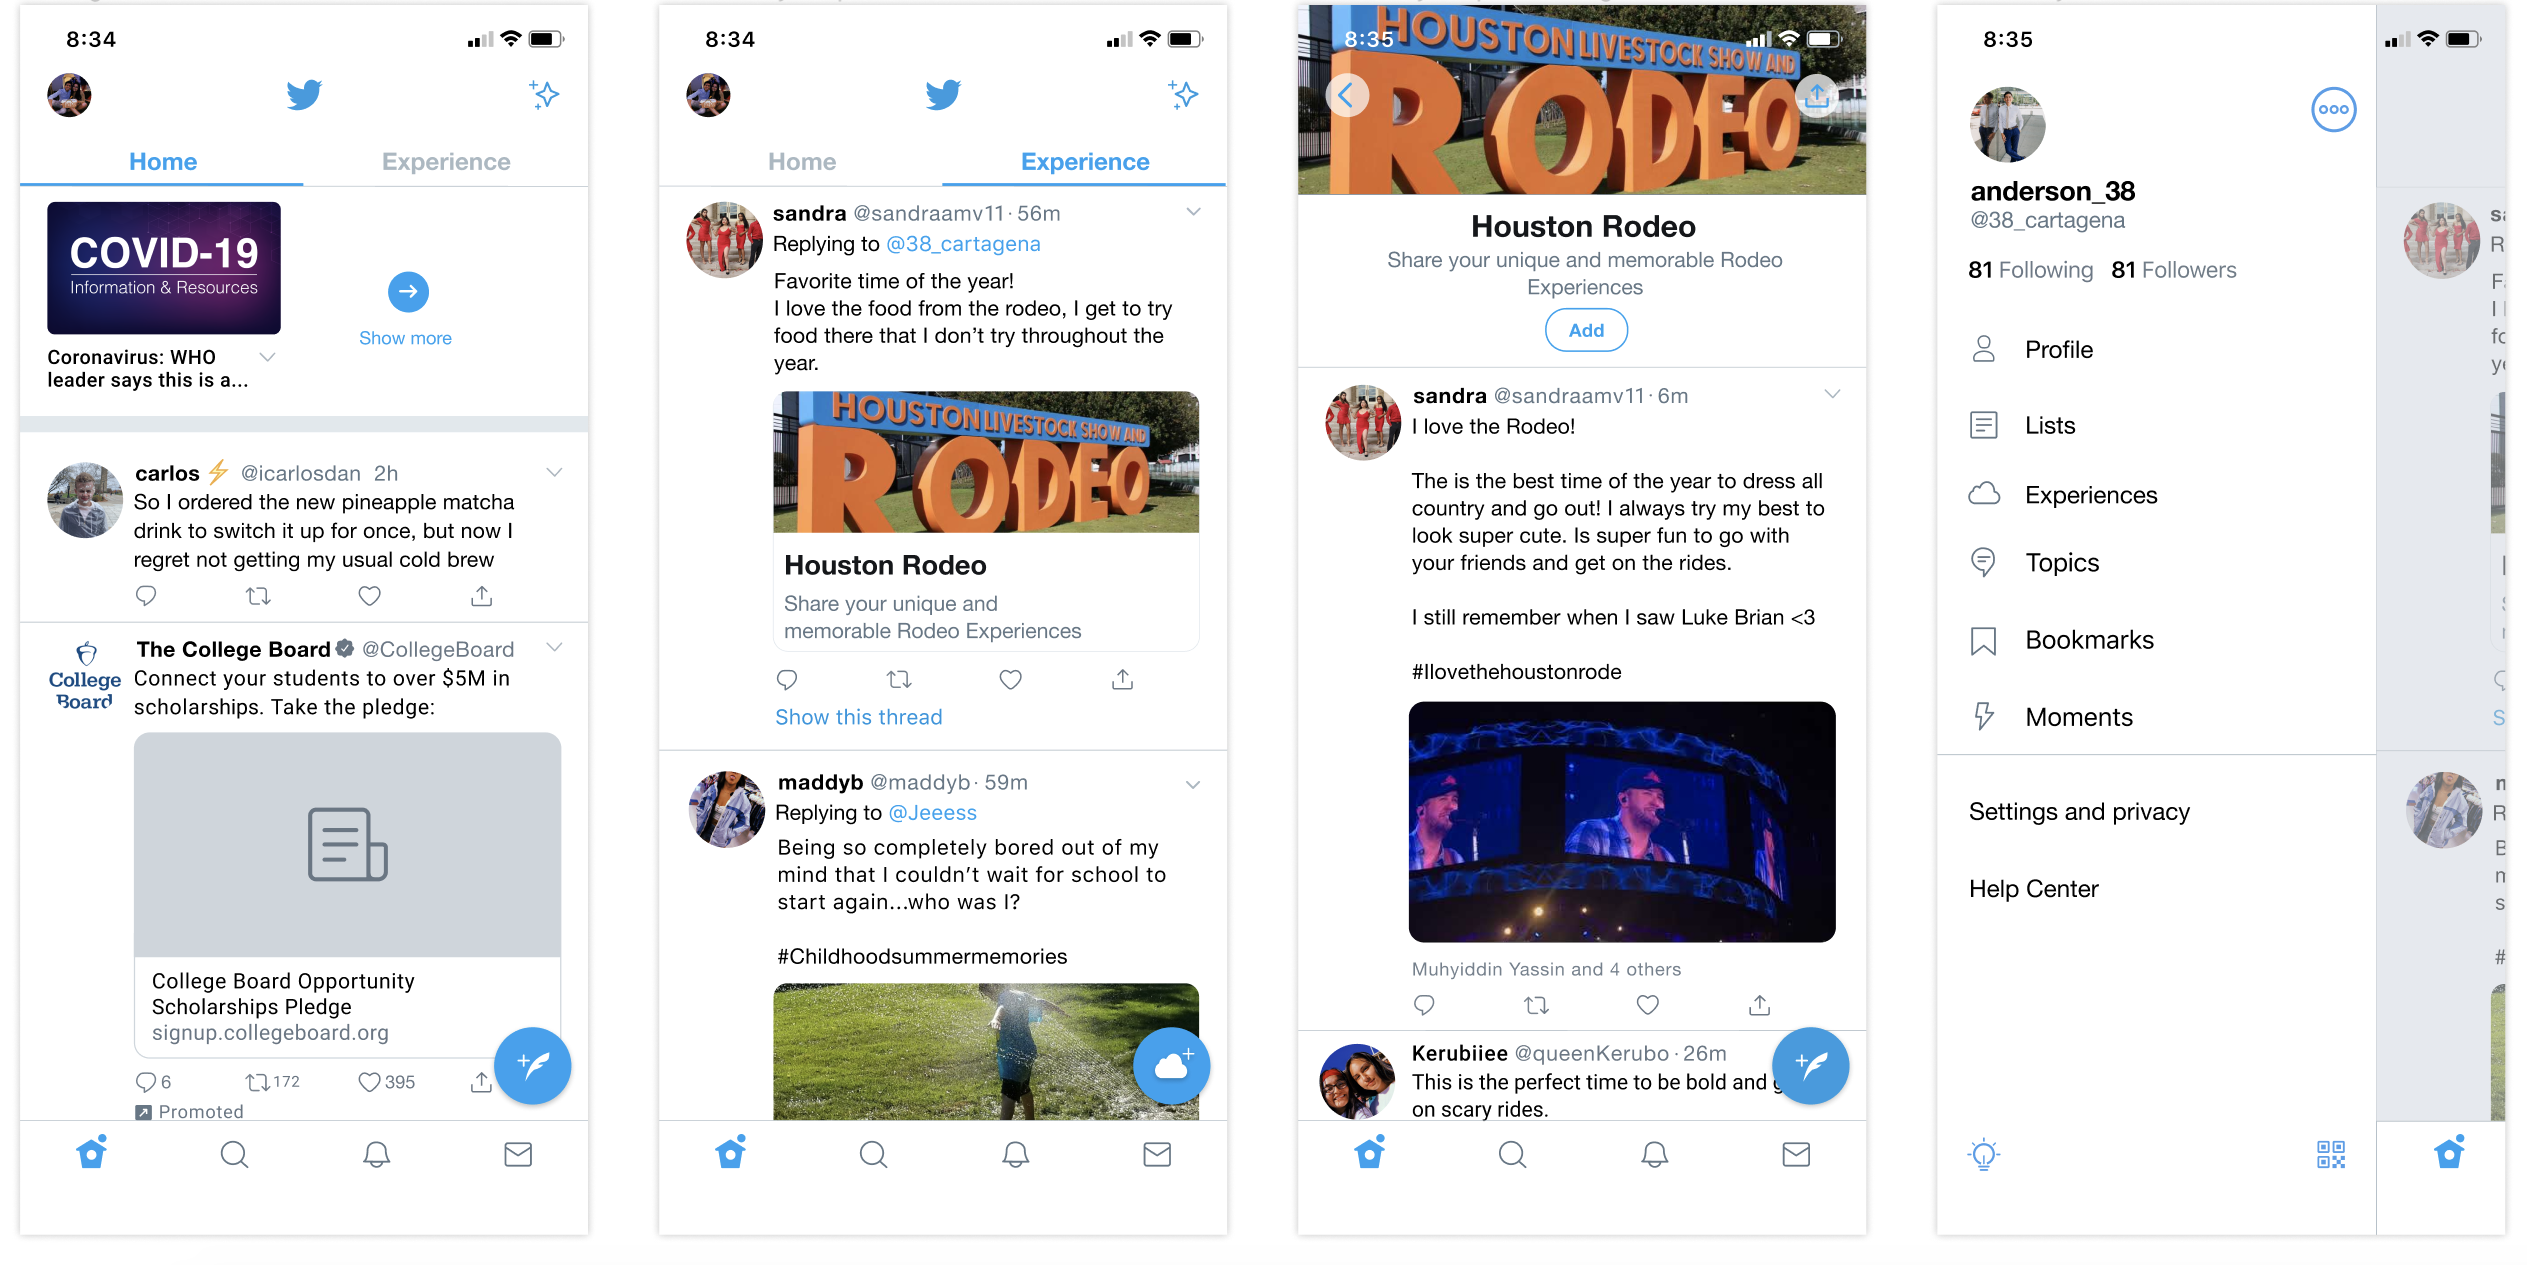 8:34
Home
Experience
COVID-19
Information & Resources
Coronavirus: WHO
leader says this is a...
Show more
carlos ⚡ @icarlosdan 2h
So I ordered the new pineapple matcha
drink to switch it up for once, but now I
regret not getting my usual cold brew
College
Board
The College Board @CollegeBoard
Connect your students to over $5M in
scholarships. Take the pledge:
College Board Opportunity
Scholarships Pledge
signup.collegeboard.org
6
172
395
Promoted
8:34
Home
Experience
sandra @sandraamv11 · 56m
Replying to @38_cartagena
Favorite time of the year!
I love the food from the rodeo, I get to try
food there that I don't try throughout the
year.
HOUSTON LIVESTOCK SHOW AND
RODEO
Houston Rodeo
Share your unique and
memorable Rodeo Experiences
Show this thread
maddyb @maddyb · 59m
Replying to @Jeeess
Being so completely bored out of my
mind that I couldn't wait for school to
start again...who was I?
#Childhoodsummermemories
8:35
HOUSTON LIVESTOCK SHOW AND
RODEO
Houston Rodeo
Share your unique and memorable Rodeo
Experiences
Add
sandra @sandraamv11 · 6m
I love the Rodeo!
The is the best time of the year to dress all
country and go out! I always try my best to
look super cute. Is super fun to go with
your friends and get on the rides.
I still remember when I saw Luke Brian <3
#Ilovethehoustonrode
Muhyiddin Yassin and 4 others
Kerubiiee @queenKerubo · 26m
This is the perfect time to be bold and
on scary rides.
8:35
anderson_38
@38_cartagena
81 Following 81 Followers
Profile
Lists
Experiences
Topics
Bookmarks
Moments
Settings and privacy
Help Center